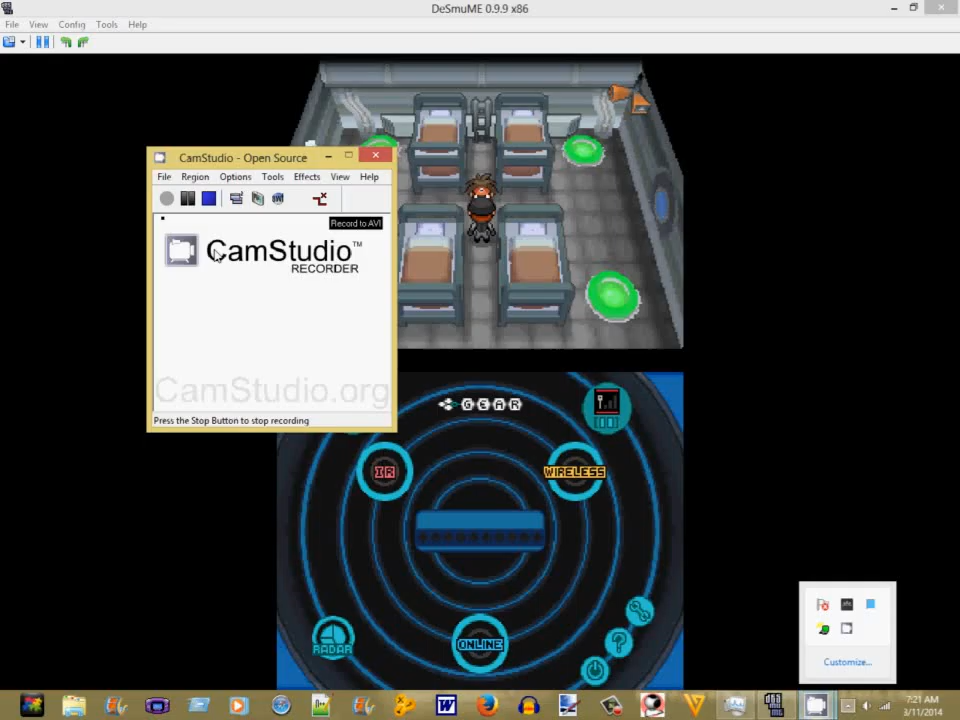 DeSmuME 0.9.9 x86
File View Config Tools Help
CamStudio - Open Source
File Region Options Tools Effects View Help
Record to AVI
CamStudio™
RECORDER
CamStudio.org
Press the Stop Button to stop recording
GEAR
IR
WIRELESS
RADAR
ONLINE
Customize...
7:21 AM
3/11/2014